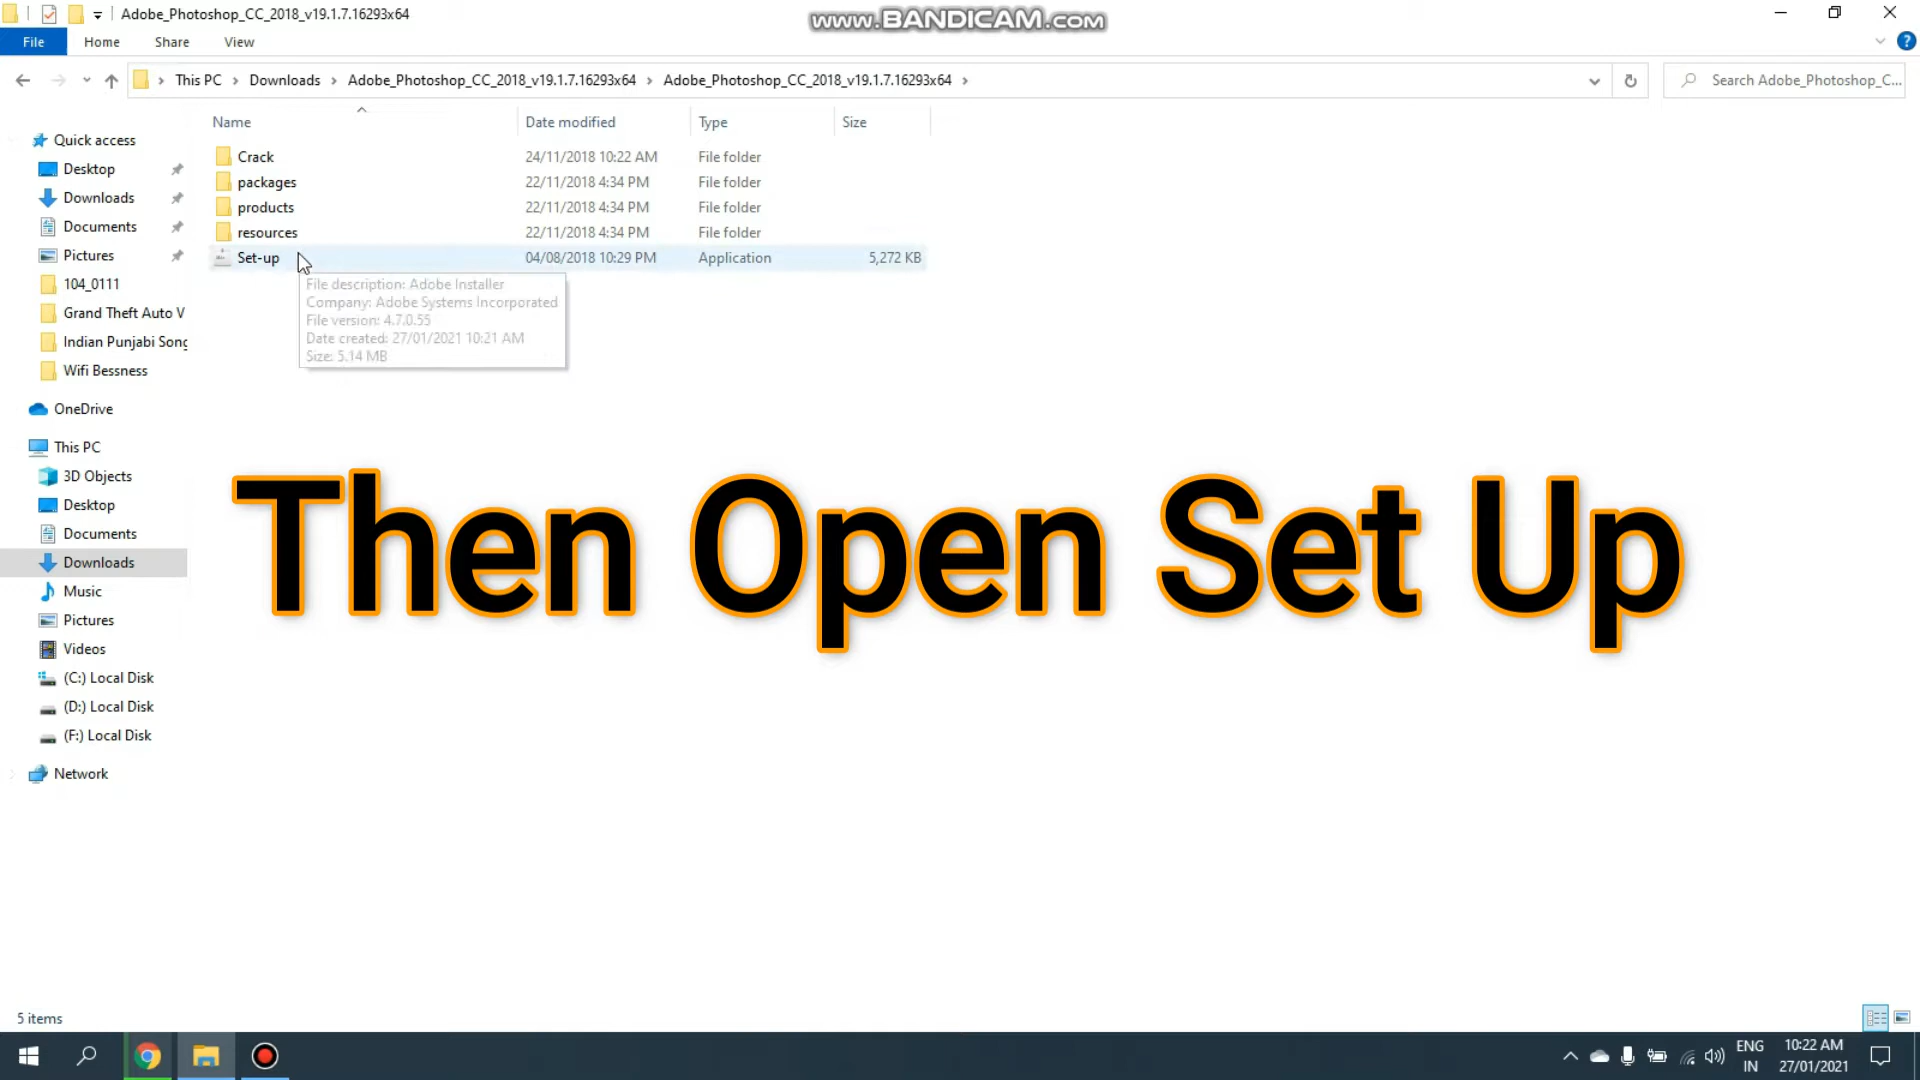 Adobe_Photoshop_CC_2018_v19.1.7.16293x64
www.BANDICAM.com
File Home Share View
This PC Downloads Adobe_Photoshop_CC_2018_v19.1.7.16293x64 Adobe_Photoshop_CC_2018_v19.1.7.16293x64
Search Adobe_Photoshop_C...
Name Date modified Type Size
Crack 24/11/2018 10:22 AM File folder
packages 22/11/2018 4:34 PM File folder
products 22/11/2018 4:34 PM File folder
resources 22/11/2018 4:34 PM File folder
Set-up 04/08/2018 10:29 PM Application 5,272 KB
File description: Adobe Installer
Company: Adobe Systems Incorporated
File version: 4.7.0.55
Date created: 27/01/2021 10:21 AM
Size: 5.14 MB
Quick access
Desktop
Downloads
Documents
Pictures
104_0111
Grand Theft Auto V
Indian Punjabi Song
Wifi Bessness
OneDrive
This PC
3D Objects
Desktop
Documents
Downloads
Music
Pictures
Videos
(C:) Local Disk
(D:) Local Disk
(F:) Local Disk
Network
Then Open Set Up
5 items
ENG
IN
10:22 AM
27/01/2021